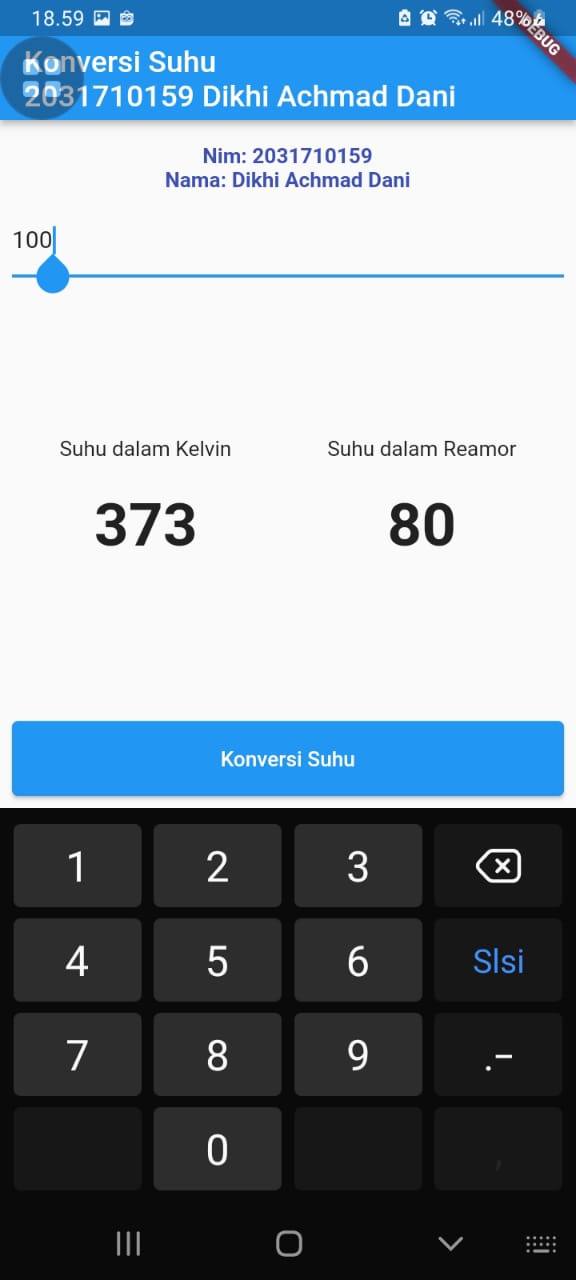 18.59
48%
DEBUG
Konversi Suhu
2031710159 Dikhi Achmad Dani
Nim: 2031710159
Nama: Dikhi Achmad Dani
100
Suhu dalam Kelvin
Suhu dalam Reamor
373
80
Konversi Suhu
1 2 3
4 5 6 Slsi
7 8 9 .-
0 ,